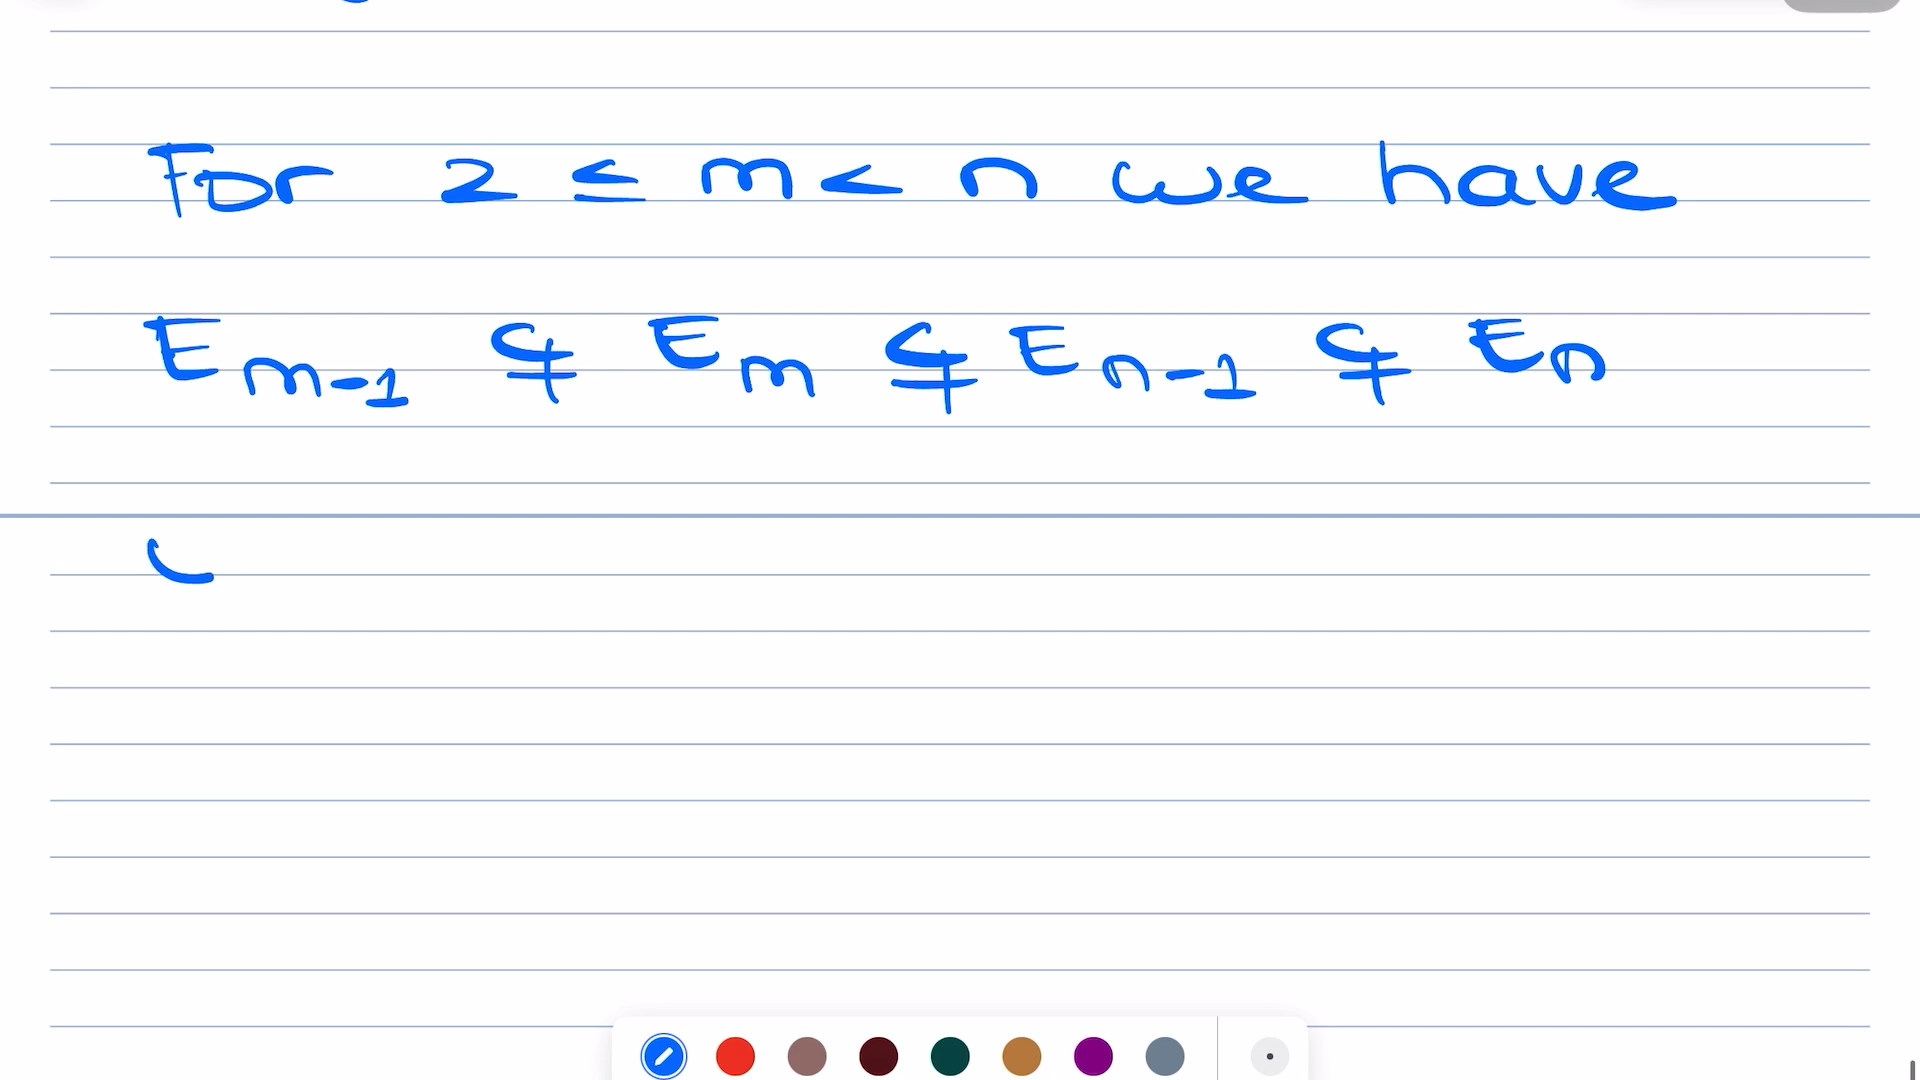 For 2 ≤ m < n we have
E_{m-1} ⊊ E_m ⊊ E_{n-1} ⊊ E_n